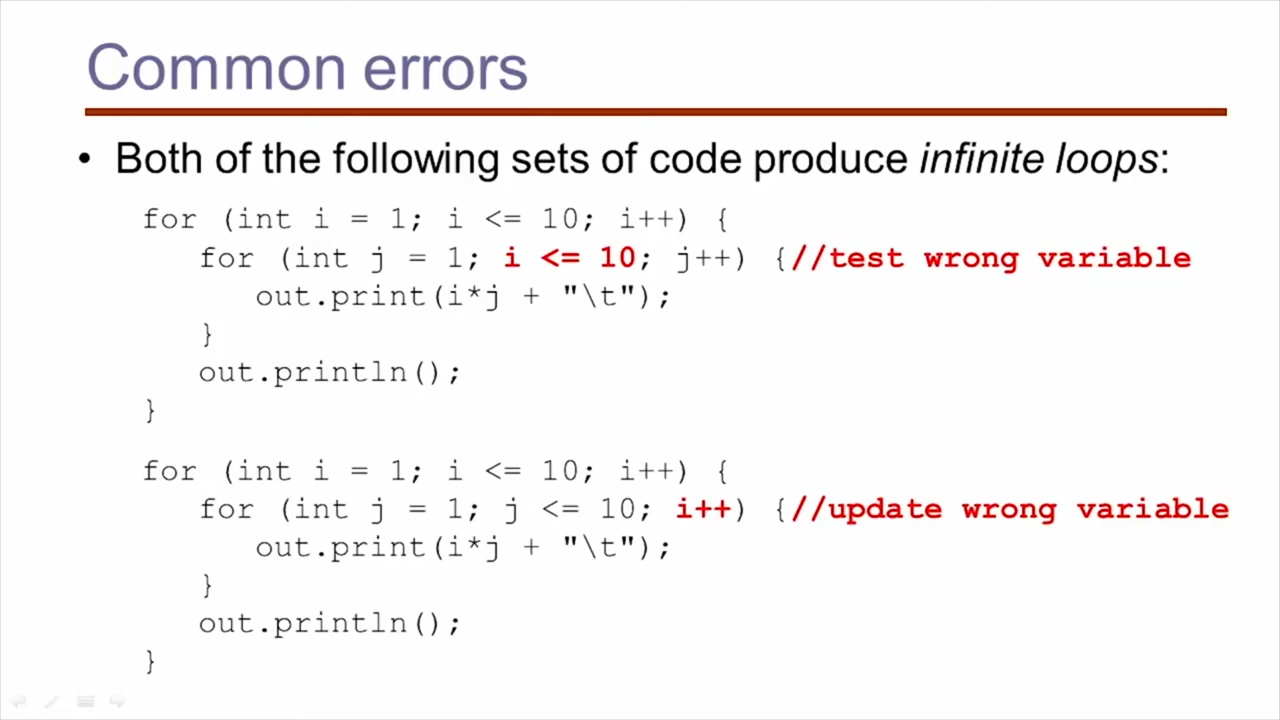 Common errors
• Both of the following sets of code produce infinite loops:
for (int i = 1; i <= 10; i++) {
for (int j = 1; i <= 10; j++) {//test wrong variable
out.print(i*j + "\t");
}
out.println();
}
for (int i = 1; i <= 10; i++) {
for (int j = 1; j <= 10; i++) {//update wrong variable
out.print(i*j + "\t");
}
out.println();
}